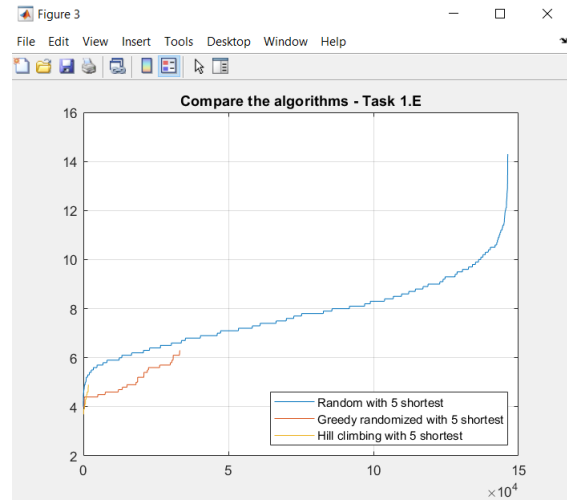 Figure 3
File Edit View Insert Tools Desktop Window Help
Compare the algorithms - Task 1.E
16
14
12
10
8
6
4
2
Random with 5 shortest
Greedy randomized with 5 shortest
Hill climbing with 5 shortest
0 5 10 15
×10⁴